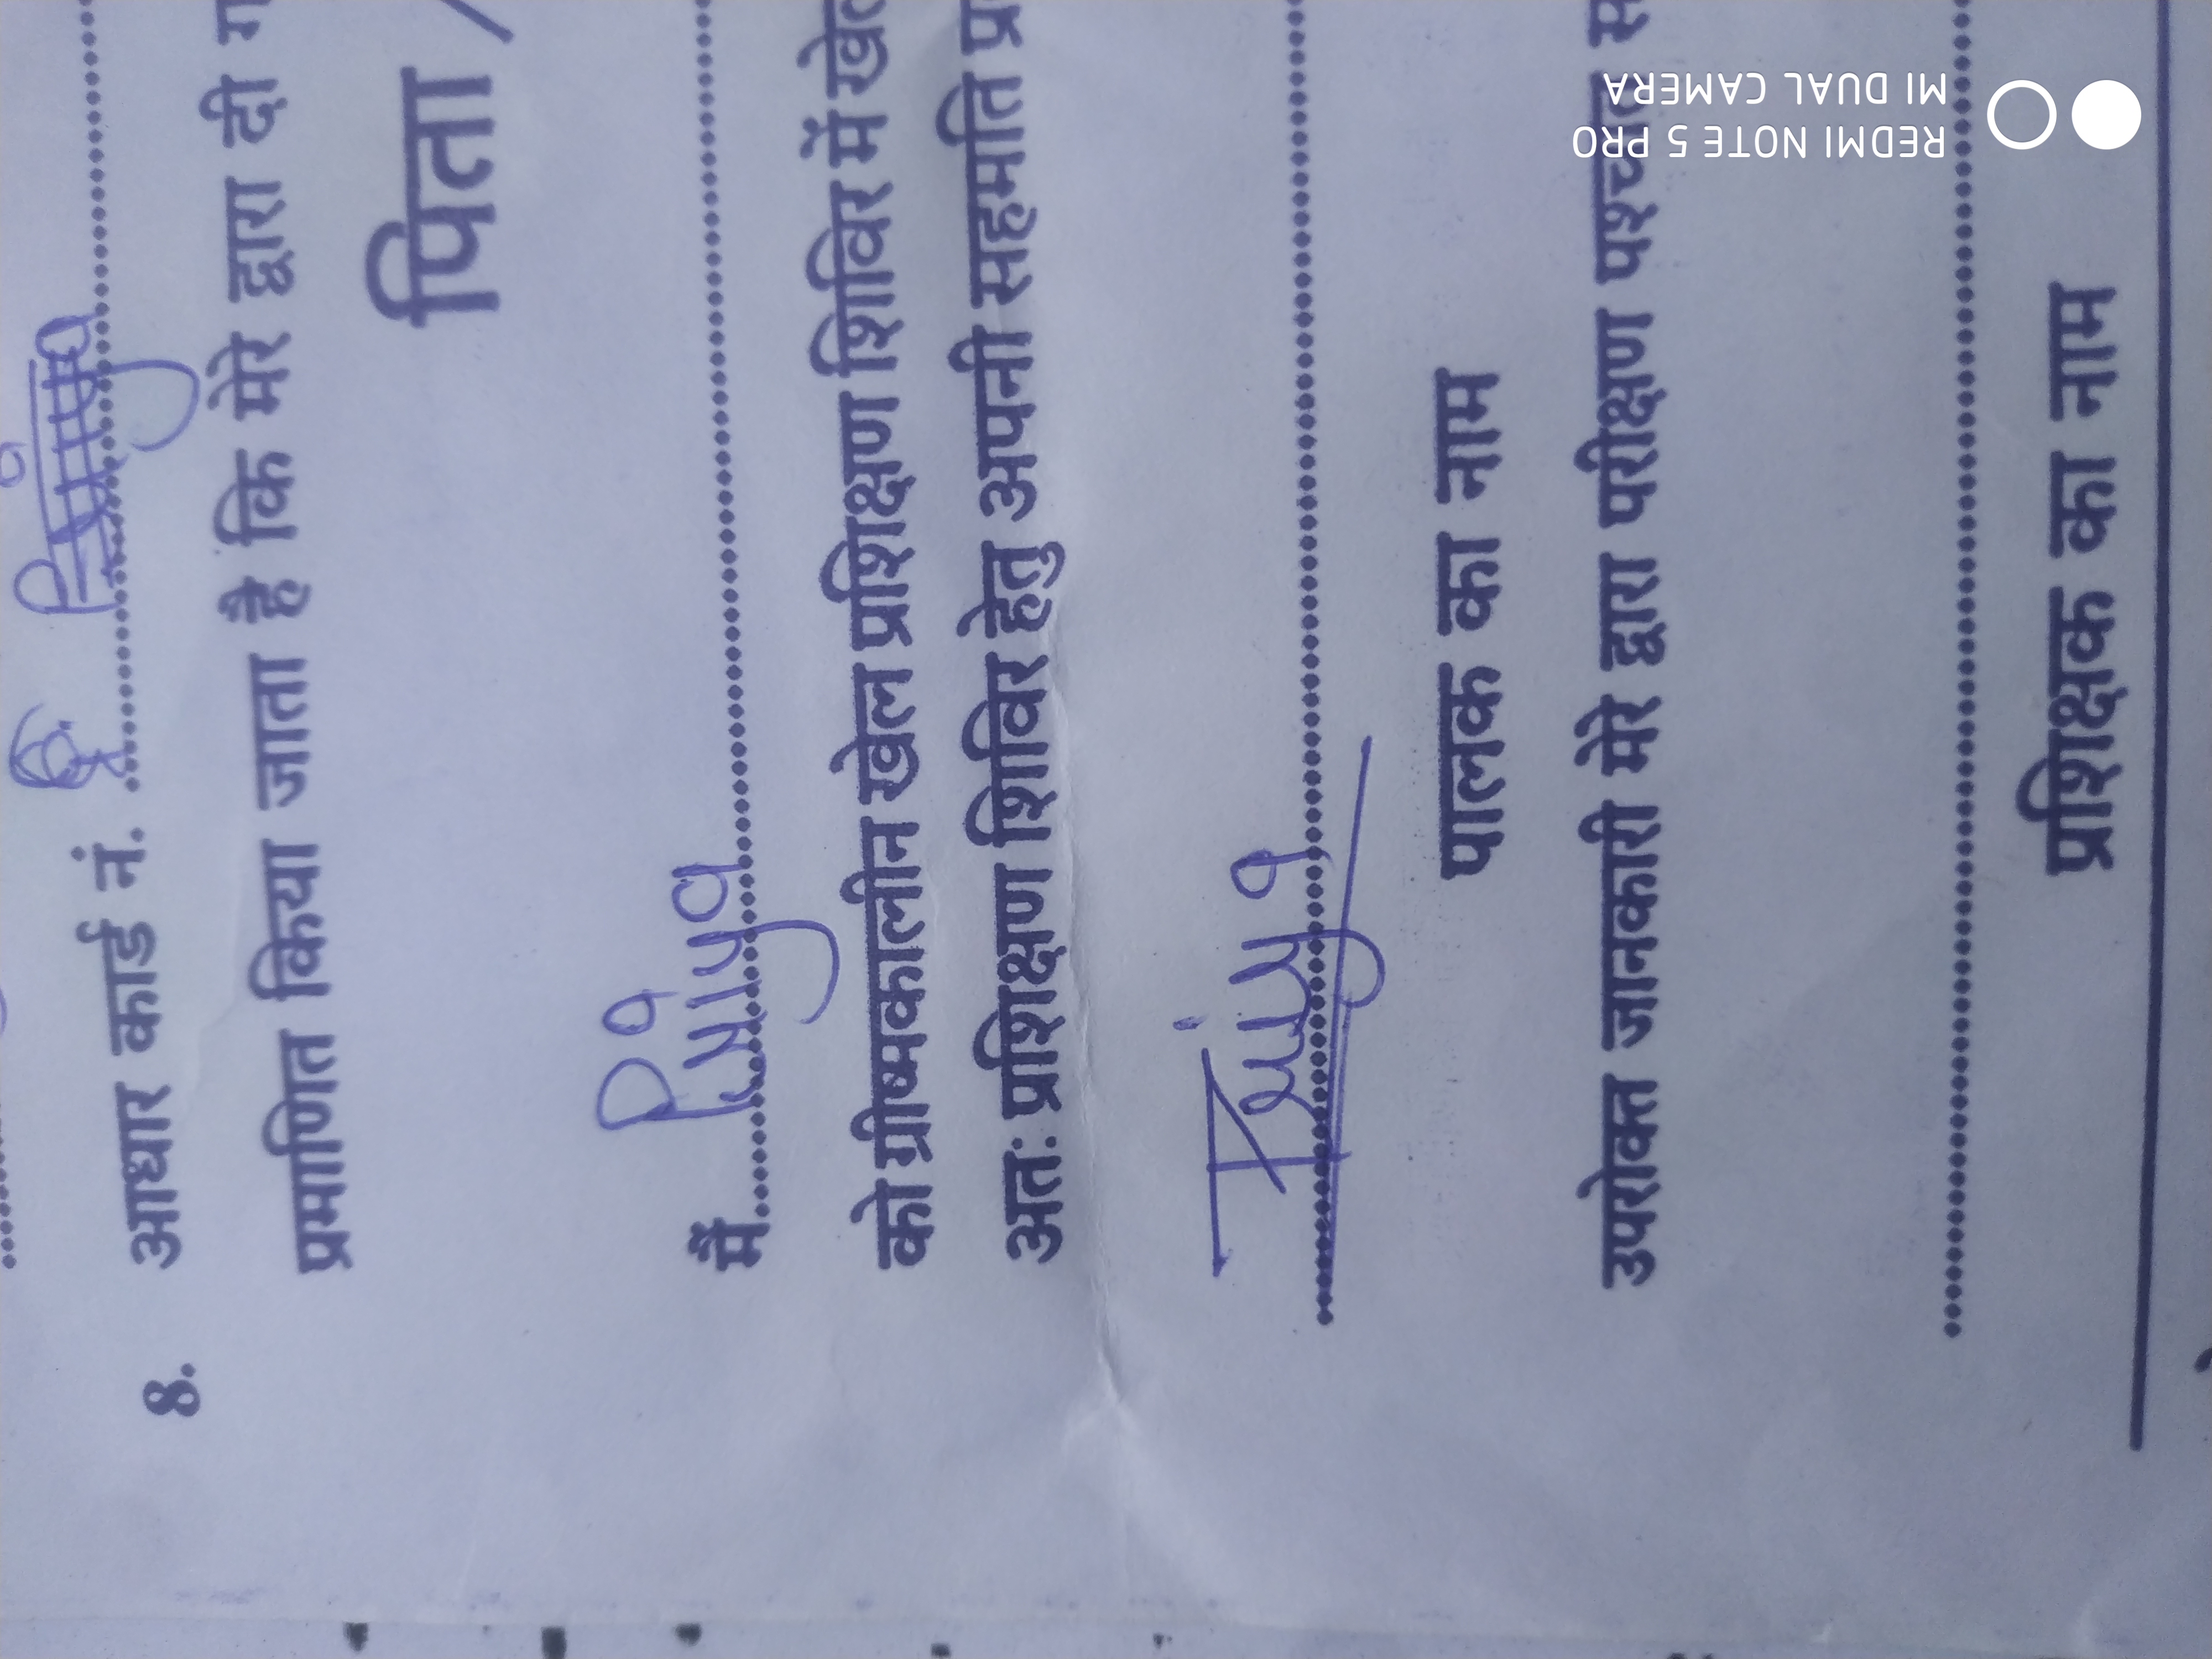 8. आधार कार्ड नं.
प्रमाणित किया जाता है कि मेरे द्वारा दी
पिता /
मैं Priya
को ग्रीष्मकालीन खेल प्रशिक्षण शिविर में
अतः प्रशिक्षण शिविर हेतु अपनी सहमति
Priya
पालक का नाम
उपरोक्त जानकारी मेरे द्वारा परीक्षण पश्चात
प्रशिक्षक का नाम
REDMI NOTE 5 PRO
MI DUAL CAMERA